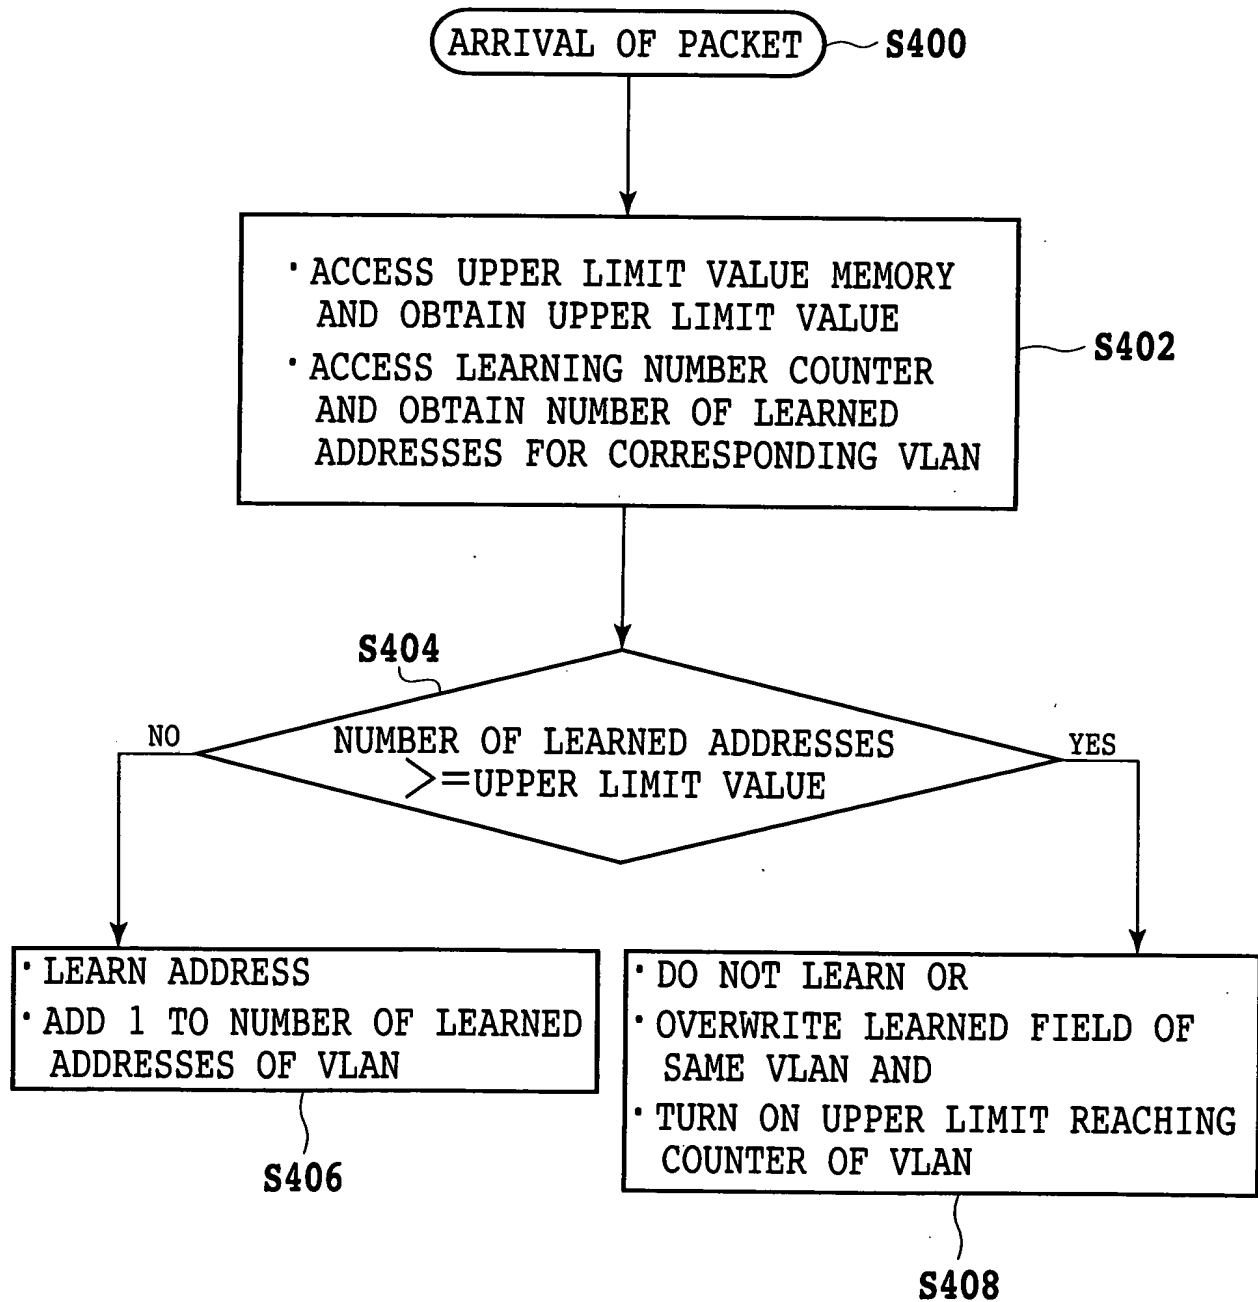 ARRIVAL OF PACKET
S400
· ACCESS UPPER LIMIT VALUE MEMORY
AND OBTAIN UPPER LIMIT VALUE
· ACCESS LEARNING NUMBER COUNTER
AND OBTAIN NUMBER OF LEARNED
ADDRESSES FOR CORRESPONDING VLAN
S402
S404
NO
NUMBER OF LEARNED ADDRESSES
>=UPPER LIMIT VALUE
YES
· LEARN ADDRESS
· ADD 1 TO NUMBER OF LEARNED
ADDRESSES OF VLAN
S406
· DO NOT LEARN OR
· OVERWRITE LEARNED FIELD OF
SAME VLAN AND
· TURN ON UPPER LIMIT REACHING
COUNTER OF VLAN
S408